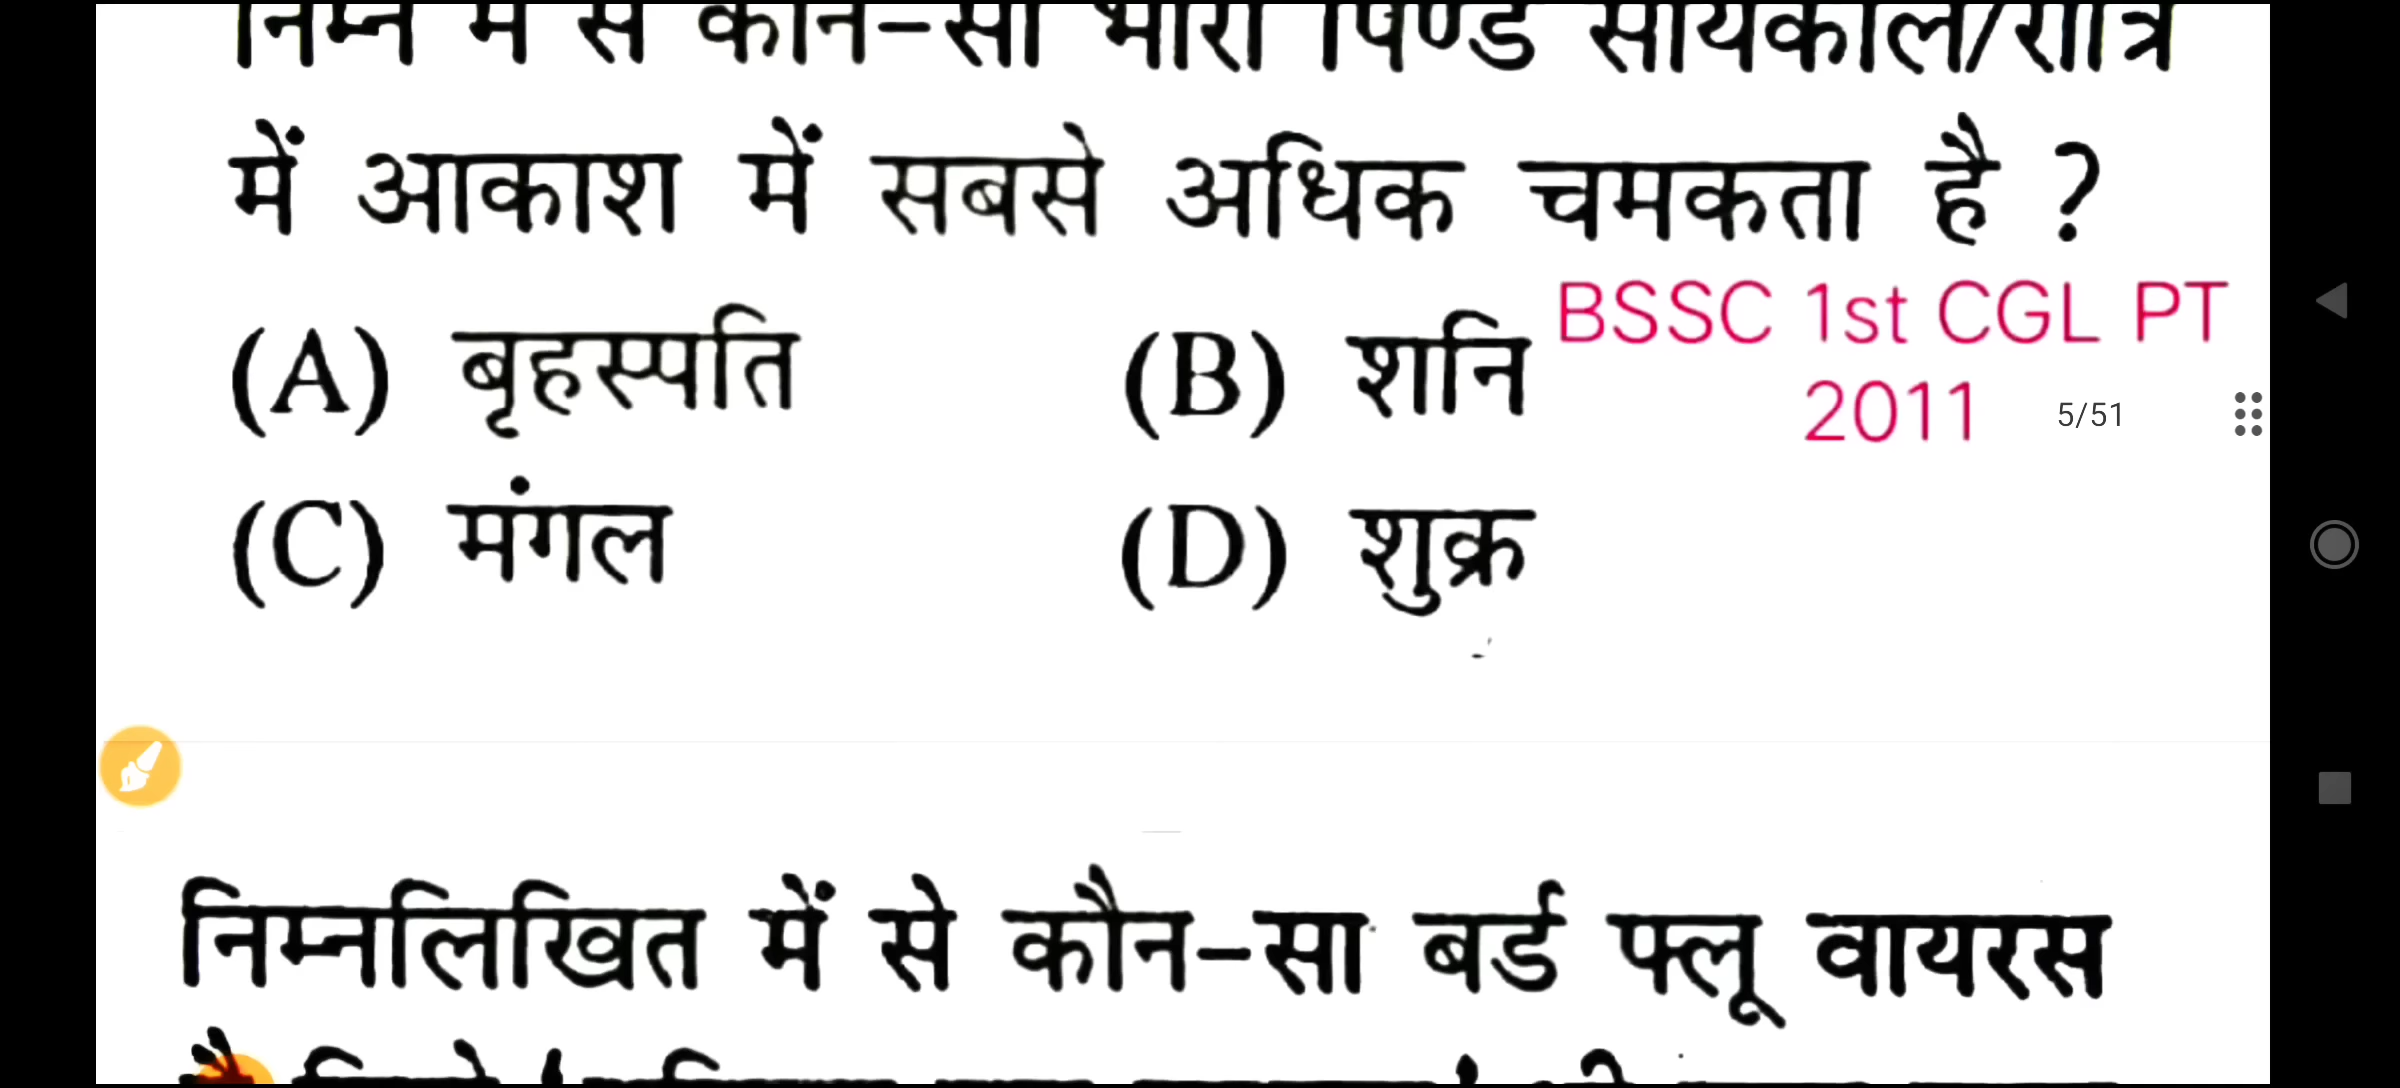 निम्न में से कौन-सा भारी पिण्ड सायंकाल/रात्रि
में आकाश में सबसे अधिक चमकता है ?
(A) बृहस्पति (B) शनि BSSC 1st CGL PT
2011 5/51
(C) मंगल (D) शुक्र
निम्नलिखित में से कौन-सा बर्ड फ्लू वायरस